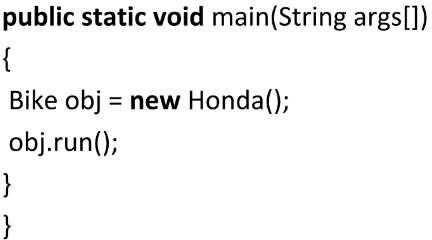 public static void main(String args[])
{
Bike obj = new Honda();
obj.run();
}
}